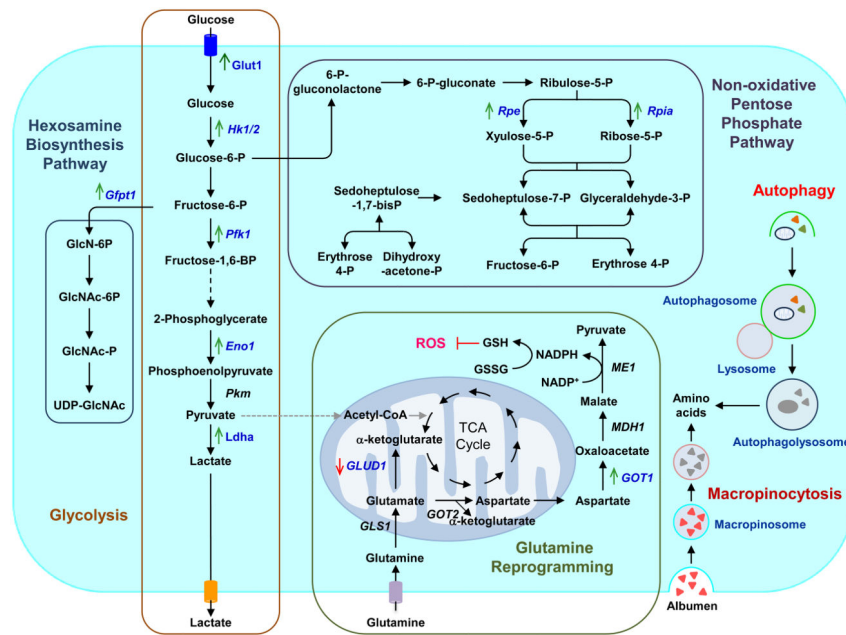 Glucose
Glut1
Glucose
Hk1/2
Glucose-6-P
Fructose-6-P
Pfk1
Fructose-1,6-BP
2-Phosphoglycerate
Eno1
Phosphoenolpyruvate
Pkm
Pyruvate
Ldha
Lactate
Glycolysis
Lactate
Hexosamine
Biosynthesis
Pathway
Gfpt1
GlcN-6P
GlcNAc-6P
GlcNAc-P
UDP-GlcNAc
6-P-
gluconolactone
6-P-gluconate
Ribulose-5-P
Rpe
Rpia
Xyulose-5-P
Ribose-5-P
Sedoheptulose
-1,7-bisP
Sedoheptulose-7-P
Glyceraldehyde-3-P
Erythrose
4-P
Dihydroxy
-acetone-P
Fructose-6-P
Erythrose 4-P
Non-oxidative
Pentose
Phosphate
Pathway
ROS
GSH
GSSG
NADPH
NADP+
Pyruvate
ME1
Malate
MDH1
Oxaloacetate
GOT1
Aspartate
Acetyl-CoA
α-ketoglutarate
TCA
Cycle
GLUD1
Glutamate
Aspartate
GOT2
α-ketoglutarate
GLS1
Glutamine
Glutamine
Glutamine
Reprogramming
Autophagy
Autophagosome
Lysosome
Autophagolysosome
Amino
acids
Macropinocytosis
Macropinosome
Albumen